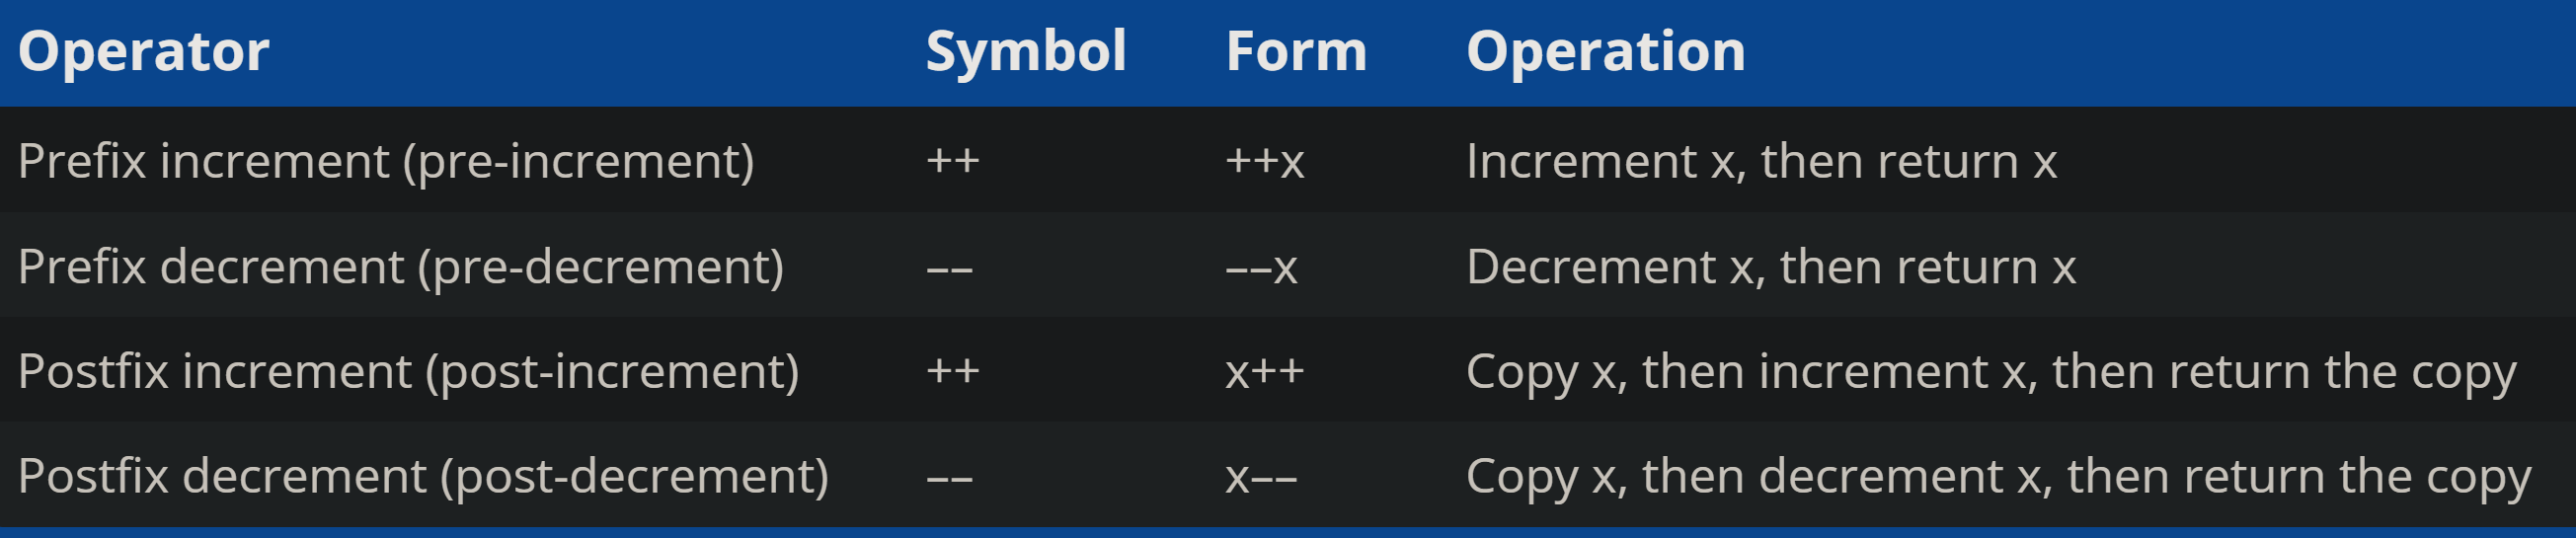 Operator Symbol Form Operation
Prefix increment (pre-increment) ++ ++x Increment x, then return x
Prefix decrement (pre-decrement) –– ––x Decrement x, then return x
Postfix increment (post-increment) ++ x++ Copy x, then increment x, then return the copy
Postfix decrement (post-decrement) –– x–– Copy x, then decrement x, then return the copy